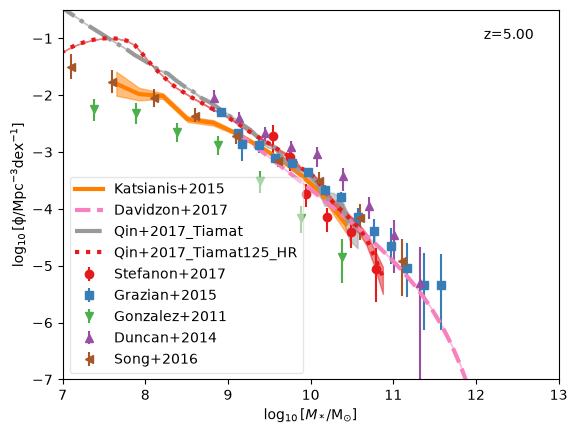 z=5.00
−1
−2
−3
−4
−5
−6
−7
log₁₀[ϕ/Mpc⁻³dex⁻¹]
Katsianis+2015
Davidzon+2017
Qin+2017_Tiamat
Qin+2017_Tiamat125_HR
Stefanon+2017
Grazian+2015
Gonzalez+2011
Duncan+2014
Song+2016
7 8 9 10 11 12 13
log₁₀[M*/M⊙]